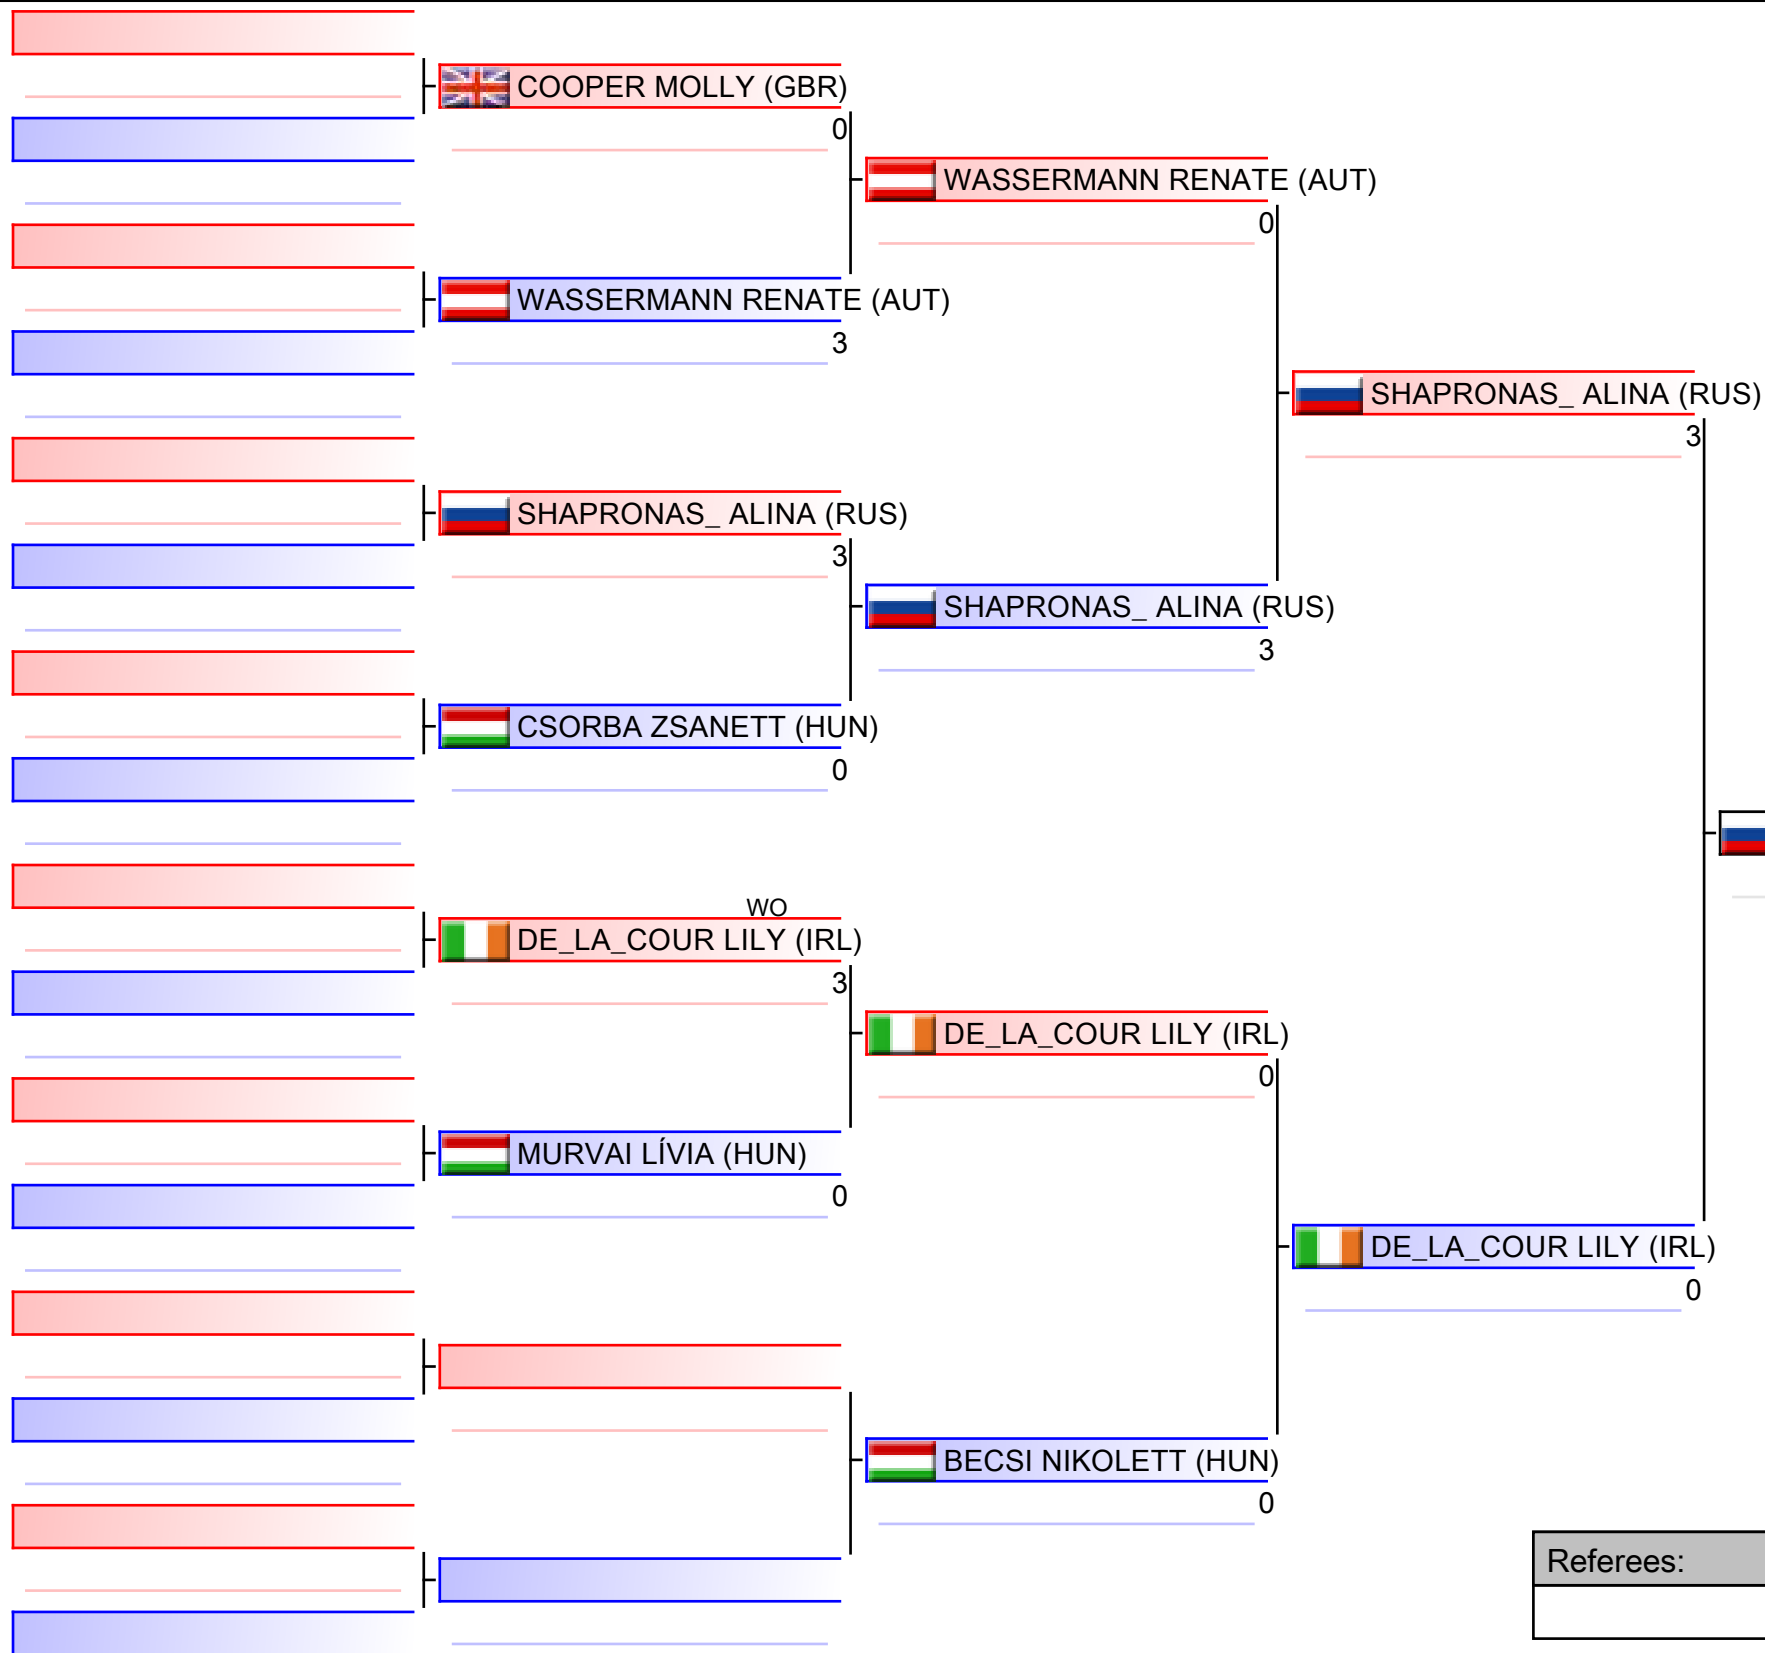 COOPER MOLLY (GBR)
0
WASSERMANN RENATE (AUT)
0
WASSERMANN RENATE (AUT)
3
SHAPRONAS_ ALINA (RUS)
3
SHAPRONAS_ ALINA (RUS)
3
SHAPRONAS_ ALINA (RUS)
3
CSORBA ZSANETT (HUN)
0
WO
DE_LA_COUR LILY (IRL)
3
DE_LA_COUR LILY (IRL)
0
MURVAI LÍVIA (HUN)
0
DE_LA_COUR LILY (IRL)
0
BECSI NIKOLETT (HUN)
0
Referees: